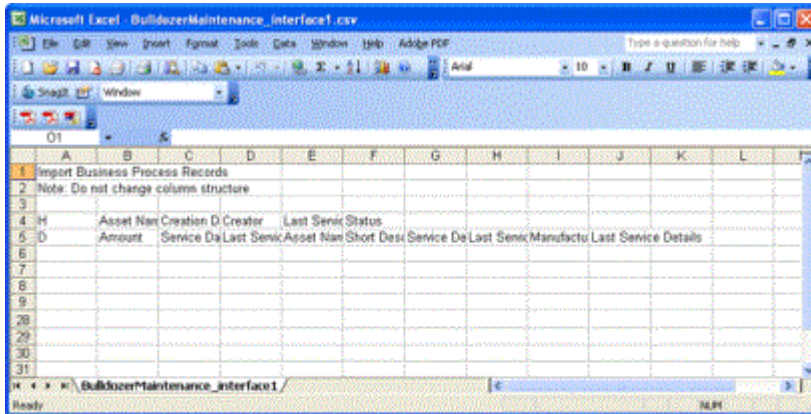 Microsoft Excel - BulldozerMaintenance_interface1.csv
File Edit View Insert Format Tools Data Window Help Adobe PDF Type a question for help
Arial 10 B I U
SnagIt Window
O1 fx
A B C D E F G H I J K L
1 Import Business Process Records
2 Note: Do not change column structure
3
4 H Asset Nan Creation D Creator Last Servic Status
5 D Amount Service Da Last Servic Asset Nan Short Desc Service De Last Servic Manufactu Last Service Details
6
7
8
9
28
29
30
31
BulldozerMaintenance_interface1
Ready NUM